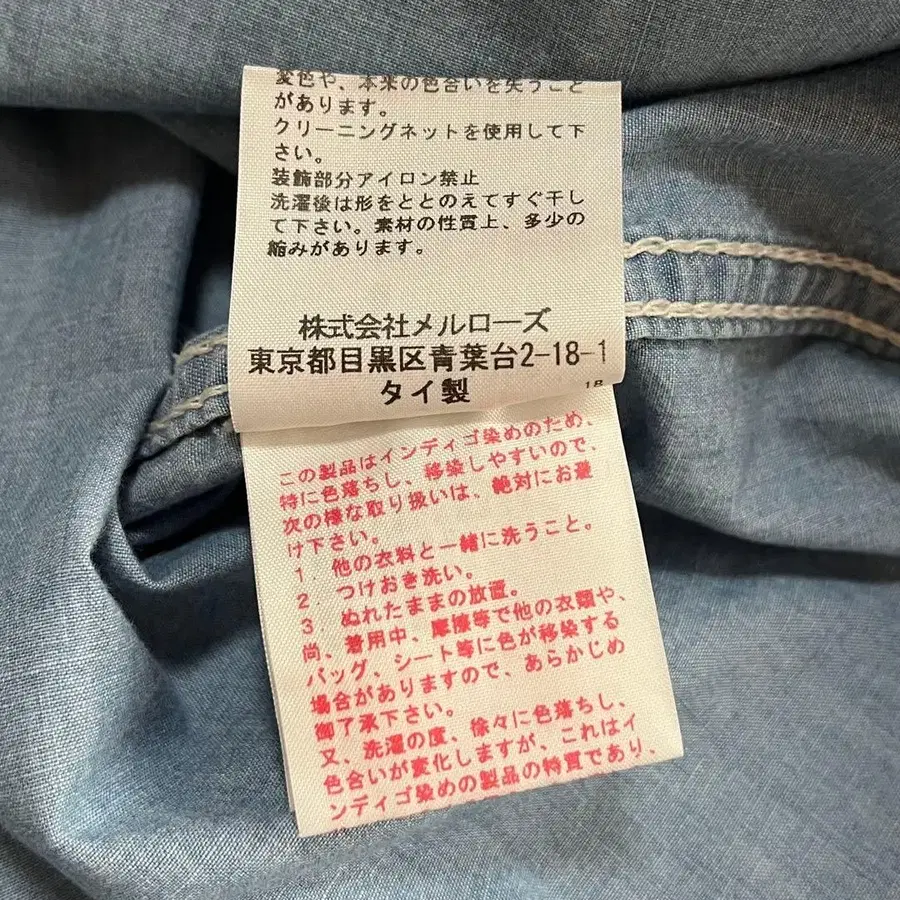 変色や、本来の色合いを失うこと
があります。
クリーニングネットを使用して下
さい。
装飾部分アイロン禁止
洗濯後は形をととのえてすぐ干し
て下さい。素材の性質上、多少の
縮みがあります。
株式会社メルローズ
東京都目黒区青葉台2-18-1
タイ製
この製品はインディゴ染めのため、
特に色落ちし、移染しやすいので、
次の様な取り扱いは、絶対にお避
け下さい。
1. 他の衣料と一緒に洗うこと。
2. つけおき洗い。
3. ぬれたままの放置。
尚、着用中、摩擦等で他の衣類や、
バッグ、シート等に色が移染する
場合がありますので、あらかじめ
御了承下さい。
又、洗濯の度、徐々に色落ちし、
色合いが変化しますが、これはイ
ンディゴ染めの製品の特質であり、